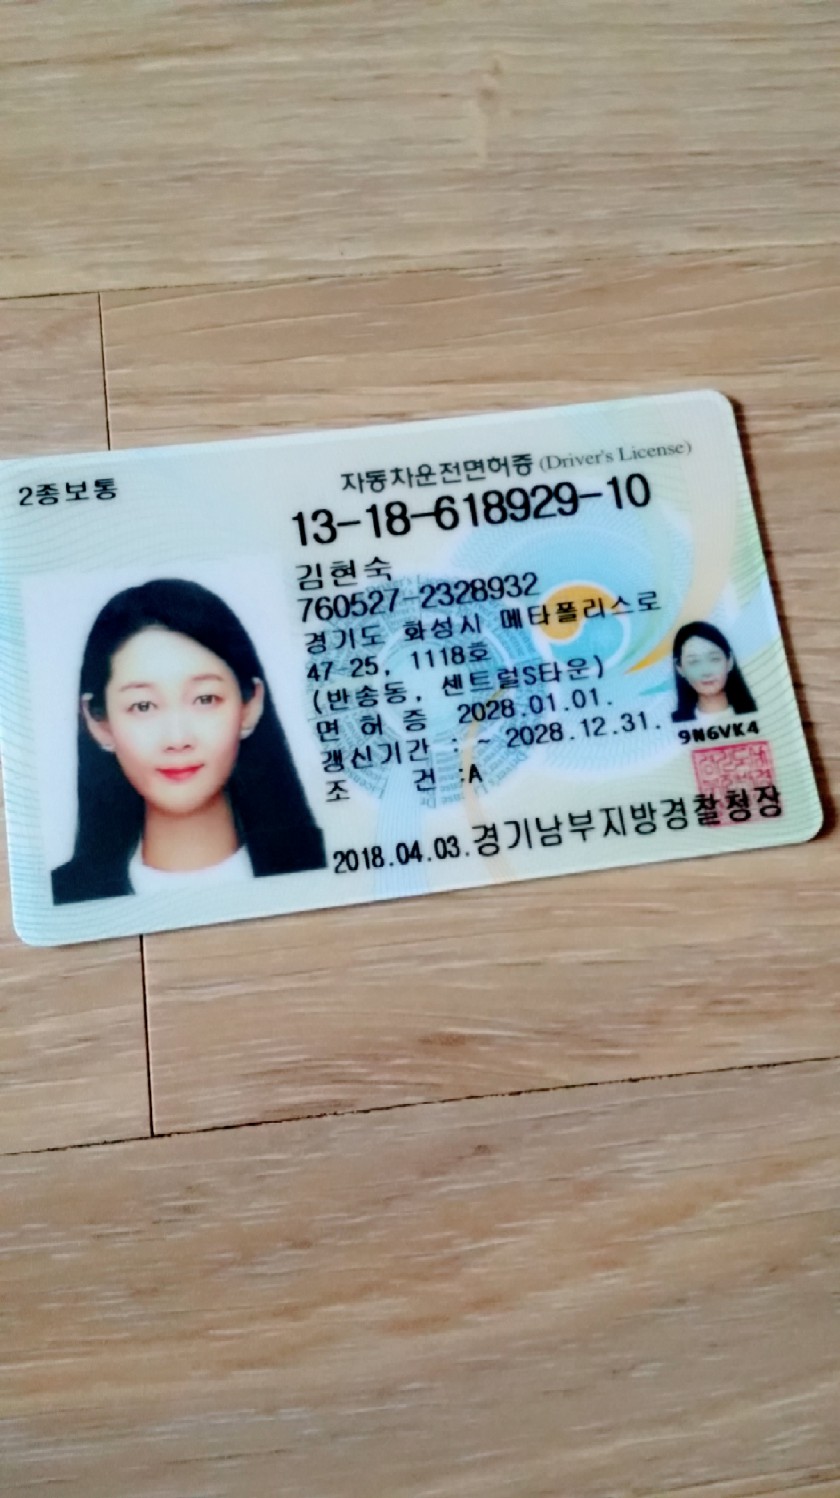 2종보통
자동차운전면허증 (Driver's License)
13-18-618929-10
김현숙
760527-2328932
경기도 화성시 메타폴리스로
47-25, 1118호
(반송동, 센트럴S타운)
면 허 증 2028.01.01.
갱신기간 : ~ 2028.12.31.
조 건 :A
9N6VK4
2018.04.03.경기남부지방경찰청장